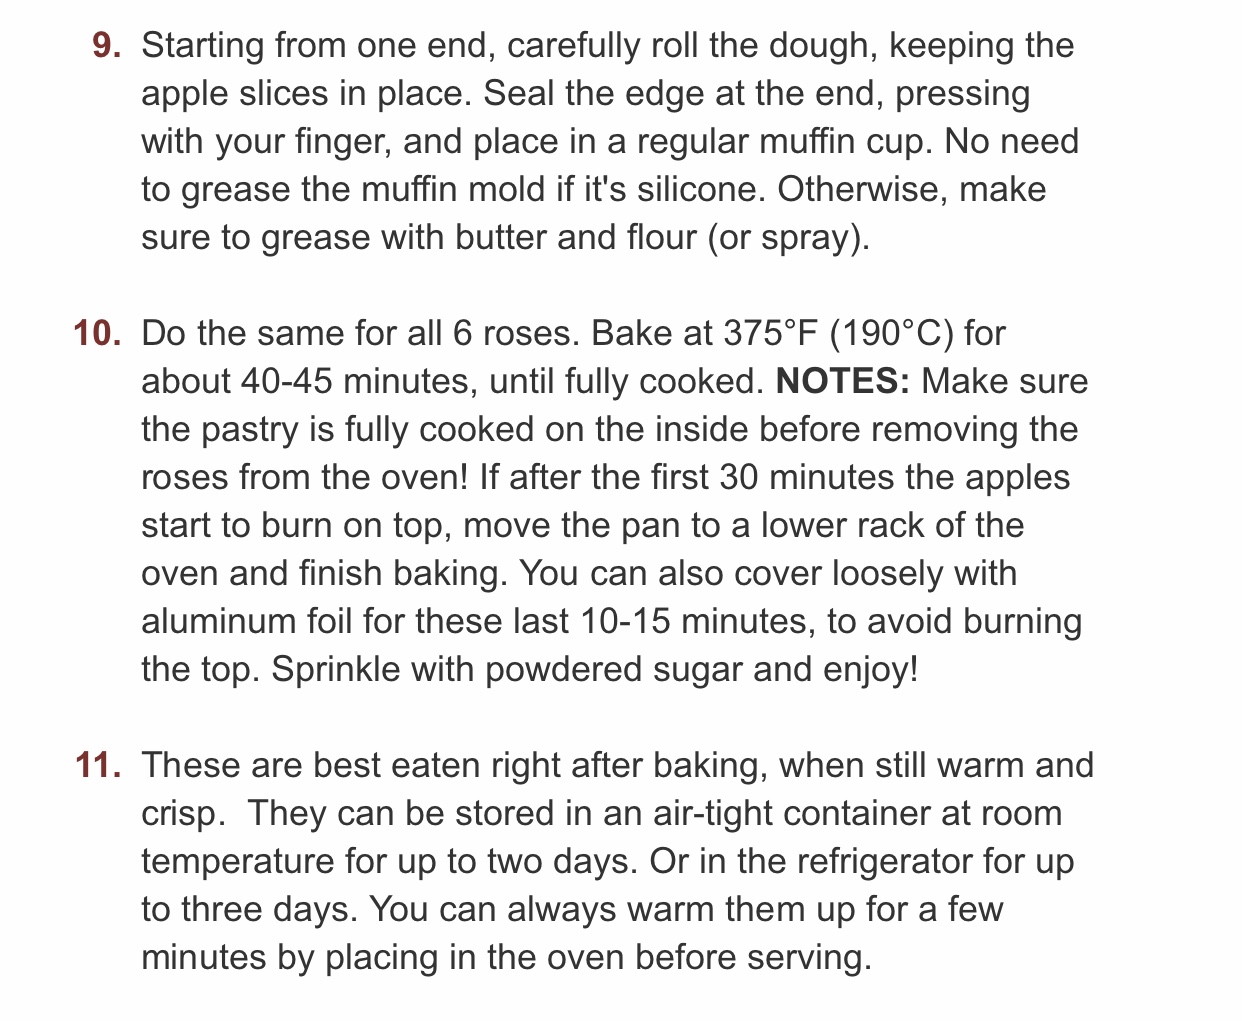 9. Starting from one end, carefully roll the dough, keeping the
apple slices in place. Seal the edge at the end, pressing
with your finger, and place in a regular muffin cup. No need
to grease the muffin mold if it's silicone. Otherwise, make
sure to grease with butter and flour (or spray).
10. Do the same for all 6 roses. Bake at 375°F (190°C) for
about 40-45 minutes, until fully cooked. NOTES: Make sure
the pastry is fully cooked on the inside before removing the
roses from the oven! If after the first 30 minutes the apples
start to burn on top, move the pan to a lower rack of the
oven and finish baking. You can also cover loosely with
aluminum foil for these last 10-15 minutes, to avoid burning
the top. Sprinkle with powdered sugar and enjoy!
11. These are best eaten right after baking, when still warm and
crisp.  They can be stored in an air-tight container at room
temperature for up to two days. Or in the refrigerator for up
to three days. You can always warm them up for a few
minutes by placing in the oven before serving.